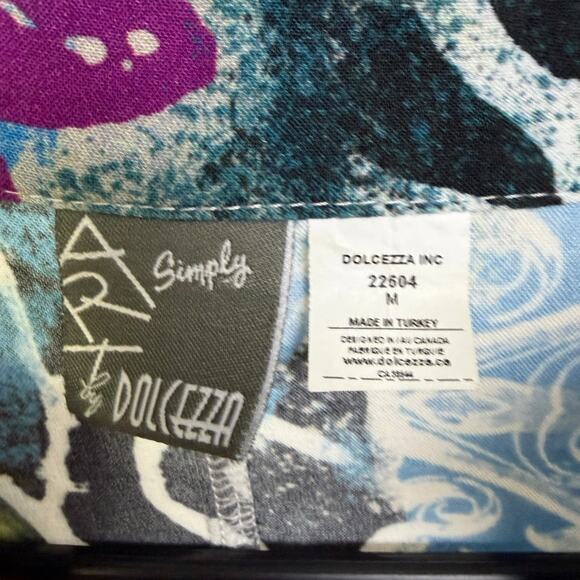 Simply
ART
by DOLCEZZA
DOLCEZZA INC
22604
M
MADE IN TURKEY
DESIGNED IN / AU CANADA
FABRIQUE EN TURQUIE
www.dolcezza.ca